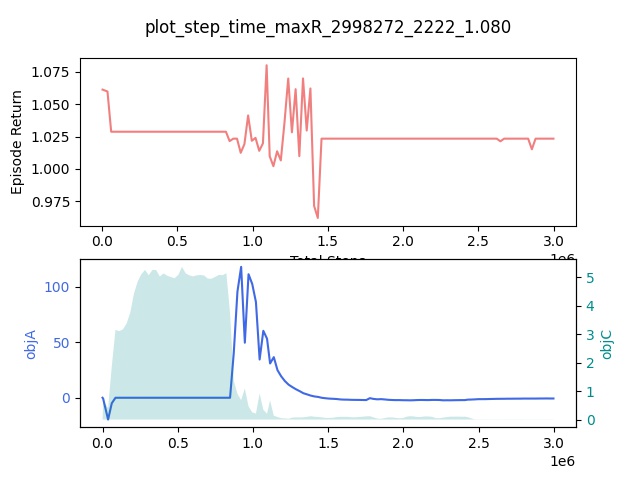 plot_step_time_maxR_2998272_2222_1.080
1.075
1.050
1.025
1.000
0.975
Episode Return
0.0 0.5 1.0 1.5 2.0 2.5 3.0
Total Steps
1e6
100
50
0
objA
5
4
3
2
1
0
objC
0.0 0.5 1.0 1.5 2.0 2.5 3.0
1e6